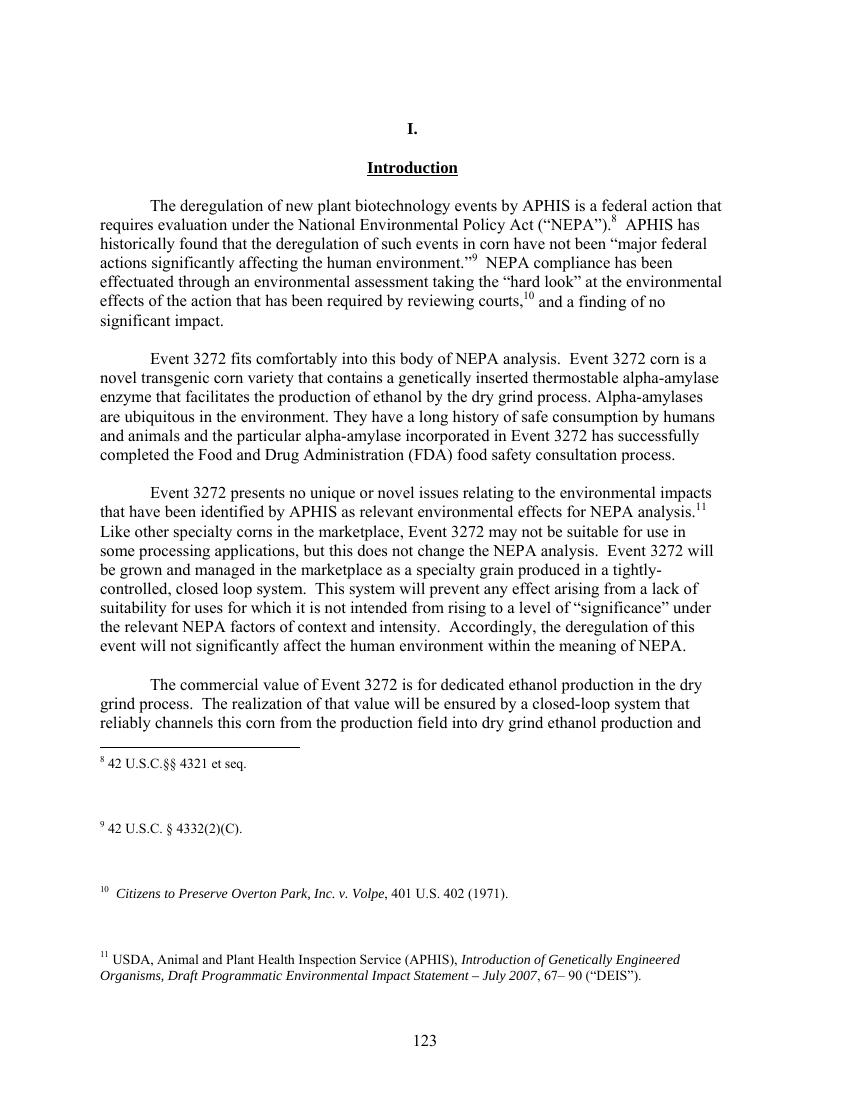 I.
Introduction
The deregulation of new plant biotechnology events by APHIS is a federal action that
requires evaluation under the National Environmental Policy Act (“NEPA”).8  APHIS has
historically found that the deregulation of such events in corn have not been “major federal
actions significantly affecting the human environment.”9  NEPA compliance has been
effectuated through an environmental assessment taking the “hard look” at the environmental
effects of the action that has been required by reviewing courts,10 and a finding of no
significant impact.
Event 3272 fits comfortably into this body of NEPA analysis.  Event 3272 corn is a
novel transgenic corn variety that contains a genetically inserted thermostable alpha-amylase
enzyme that facilitates the production of ethanol by the dry grind process. Alpha-amylases
are ubiquitous in the environment. They have a long history of safe consumption by humans
and animals and the particular alpha-amylase incorporated in Event 3272 has successfully
completed the Food and Drug Administration (FDA) food safety consultation process.
Event 3272 presents no unique or novel issues relating to the environmental impacts
that have been identified by APHIS as relevant environmental effects for NEPA analysis.11
Like other specialty corns in the marketplace, Event 3272 may not be suitable for use in
some processing applications, but this does not change the NEPA analysis.  Event 3272 will
be grown and managed in the marketplace as a specialty grain produced in a tightly-
controlled, closed loop system.  This system will prevent any effect arising from a lack of
suitability for uses for which it is not intended from rising to a level of “significance” under
the relevant NEPA factors of context and intensity.  Accordingly, the deregulation of this
event will not significantly affect the human environment within the meaning of NEPA.
The commercial value of Event 3272 is for dedicated ethanol production in the dry
grind process.  The realization of that value will be ensured by a closed-loop system that
reliably channels this corn from the production field into dry grind ethanol production and
8 42 U.S.C.§§ 4321 et seq.
9 42 U.S.C. § 4332(2)(C).
10  Citizens to Preserve Overton Park, Inc. v. Volpe, 401 U.S. 402 (1971).
11 USDA, Animal and Plant Health Inspection Service (APHIS), Introduction of Genetically Engineered
Organisms, Draft Programmatic Environmental Impact Statement – July 2007, 67– 90 (“DEIS”).
123